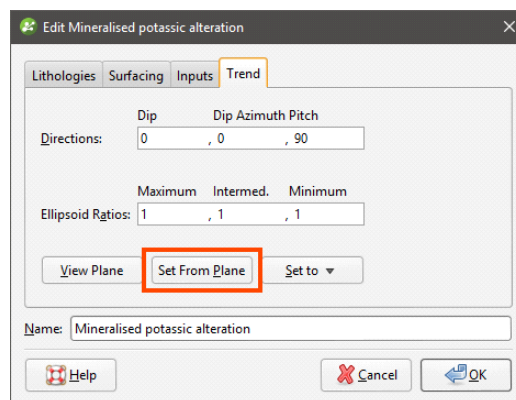 Edit Mineralised potassic alteration
Lithologies Surfacing Inputs Trend
Dip Dip Azimuth Pitch
Directions: 0 , 0 , 90
Maximum Intermed. Minimum
Ellipsoid Ratios: 1 , 1 , 1
View Plane Set From Plane Set to
Name: Mineralised potassic alteration
Help Cancel OK